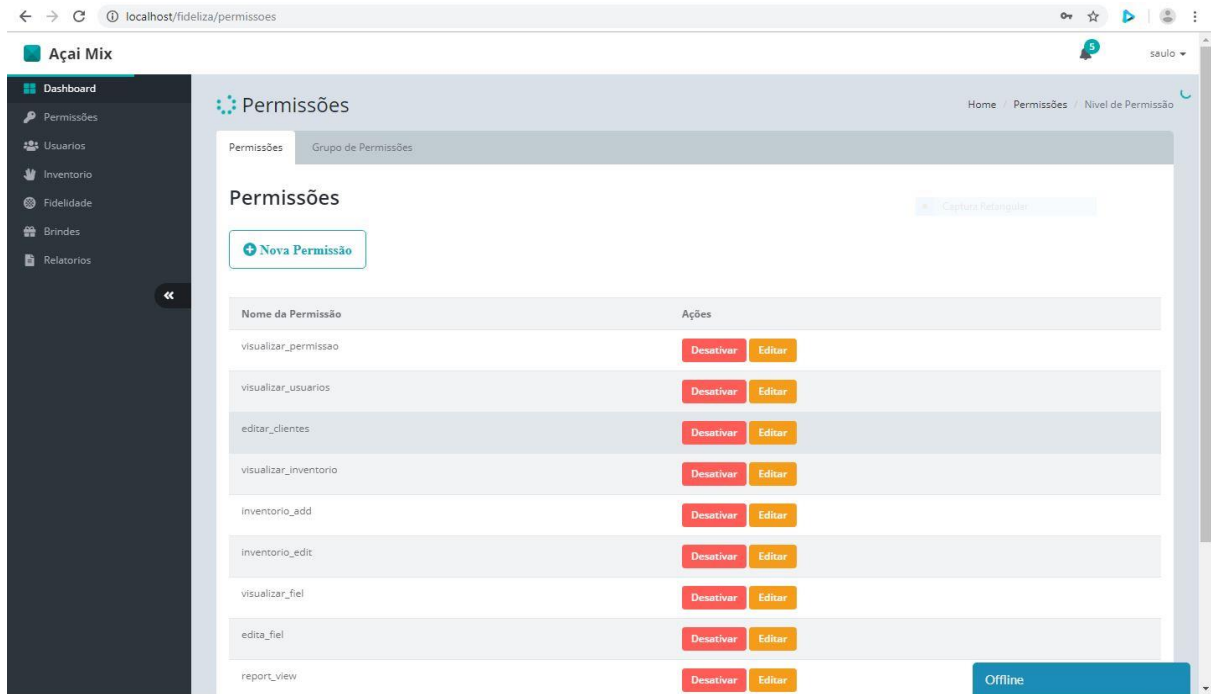 localhost/fideliza/permissoes
Açai Mix
5
saulo
Dashboard
Permissões
Usuarios
Inventorio
Fidelidade
Brindes
Relatorios
Permissões
Home / Permissões / Nivel de Permissão
Permissões
Grupo de Permissões
Permissões
Captura Retangular
Nova Permissão
Nome da Permissão
Ações
visualizar_permissao
Desativar
Editar
visualizar_usuarios
Desativar
Editar
editar_clientes
Desativar
Editar
visualizar_inventorio
Desativar
Editar
inventorio_add
Desativar
Editar
inventorio_edit
Desativar
Editar
visualizar_fiel
Desativar
Editar
edita_fiel
Desativar
Editar
report_view
Desativar
Editar
Offline